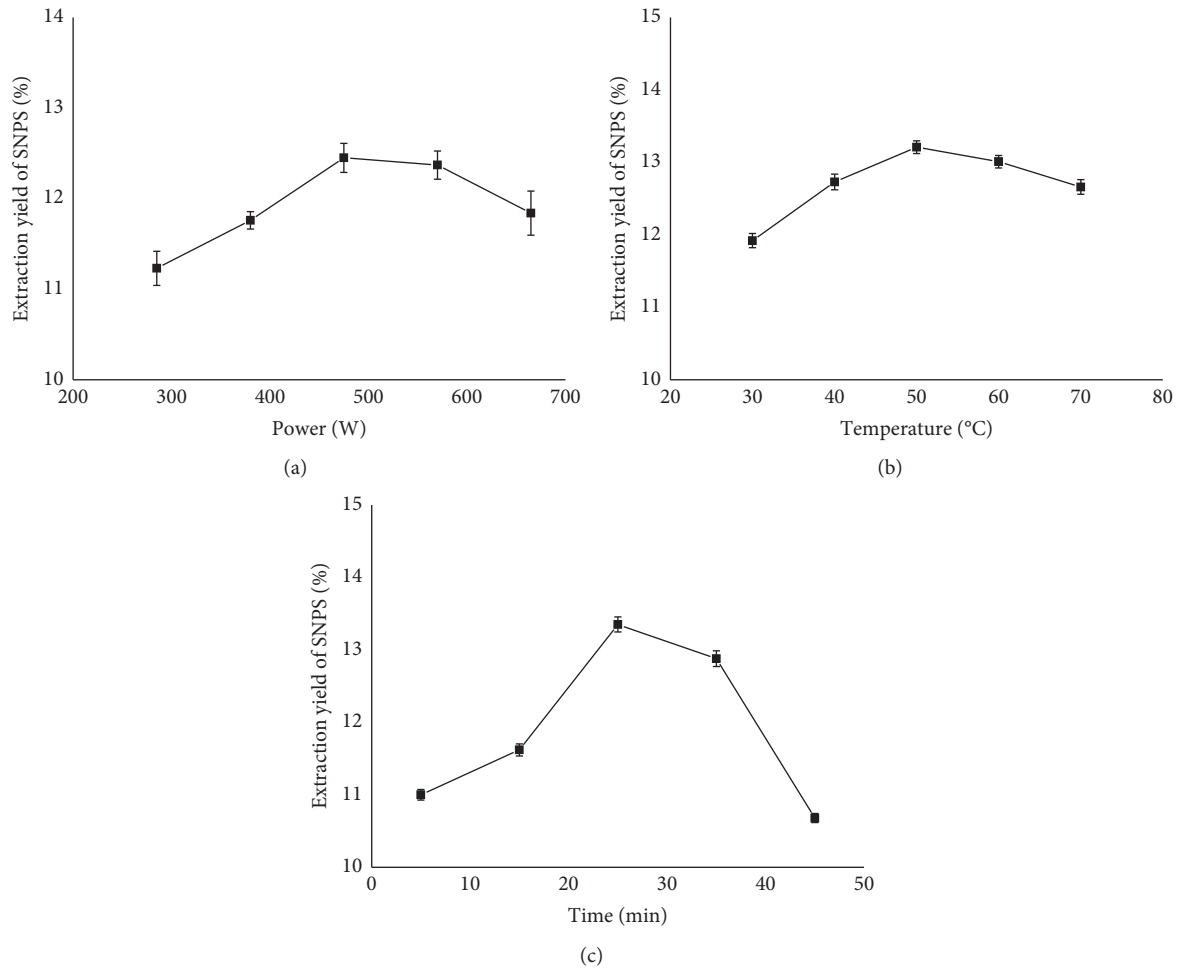 14
13
12
11
10
Extraction yield of SNPS (%)
200 300 400 500 600 700
Power (W)
(a)
15
14
13
12
11
10
Extraction yield of SNPS (%)
20 30 40 50 60 70 80
Temperature (°C)
(b)
15
14
13
12
11
10
Extraction yield of SNPS (%)
0 10 20 30 40 50
Time (min)
(c)